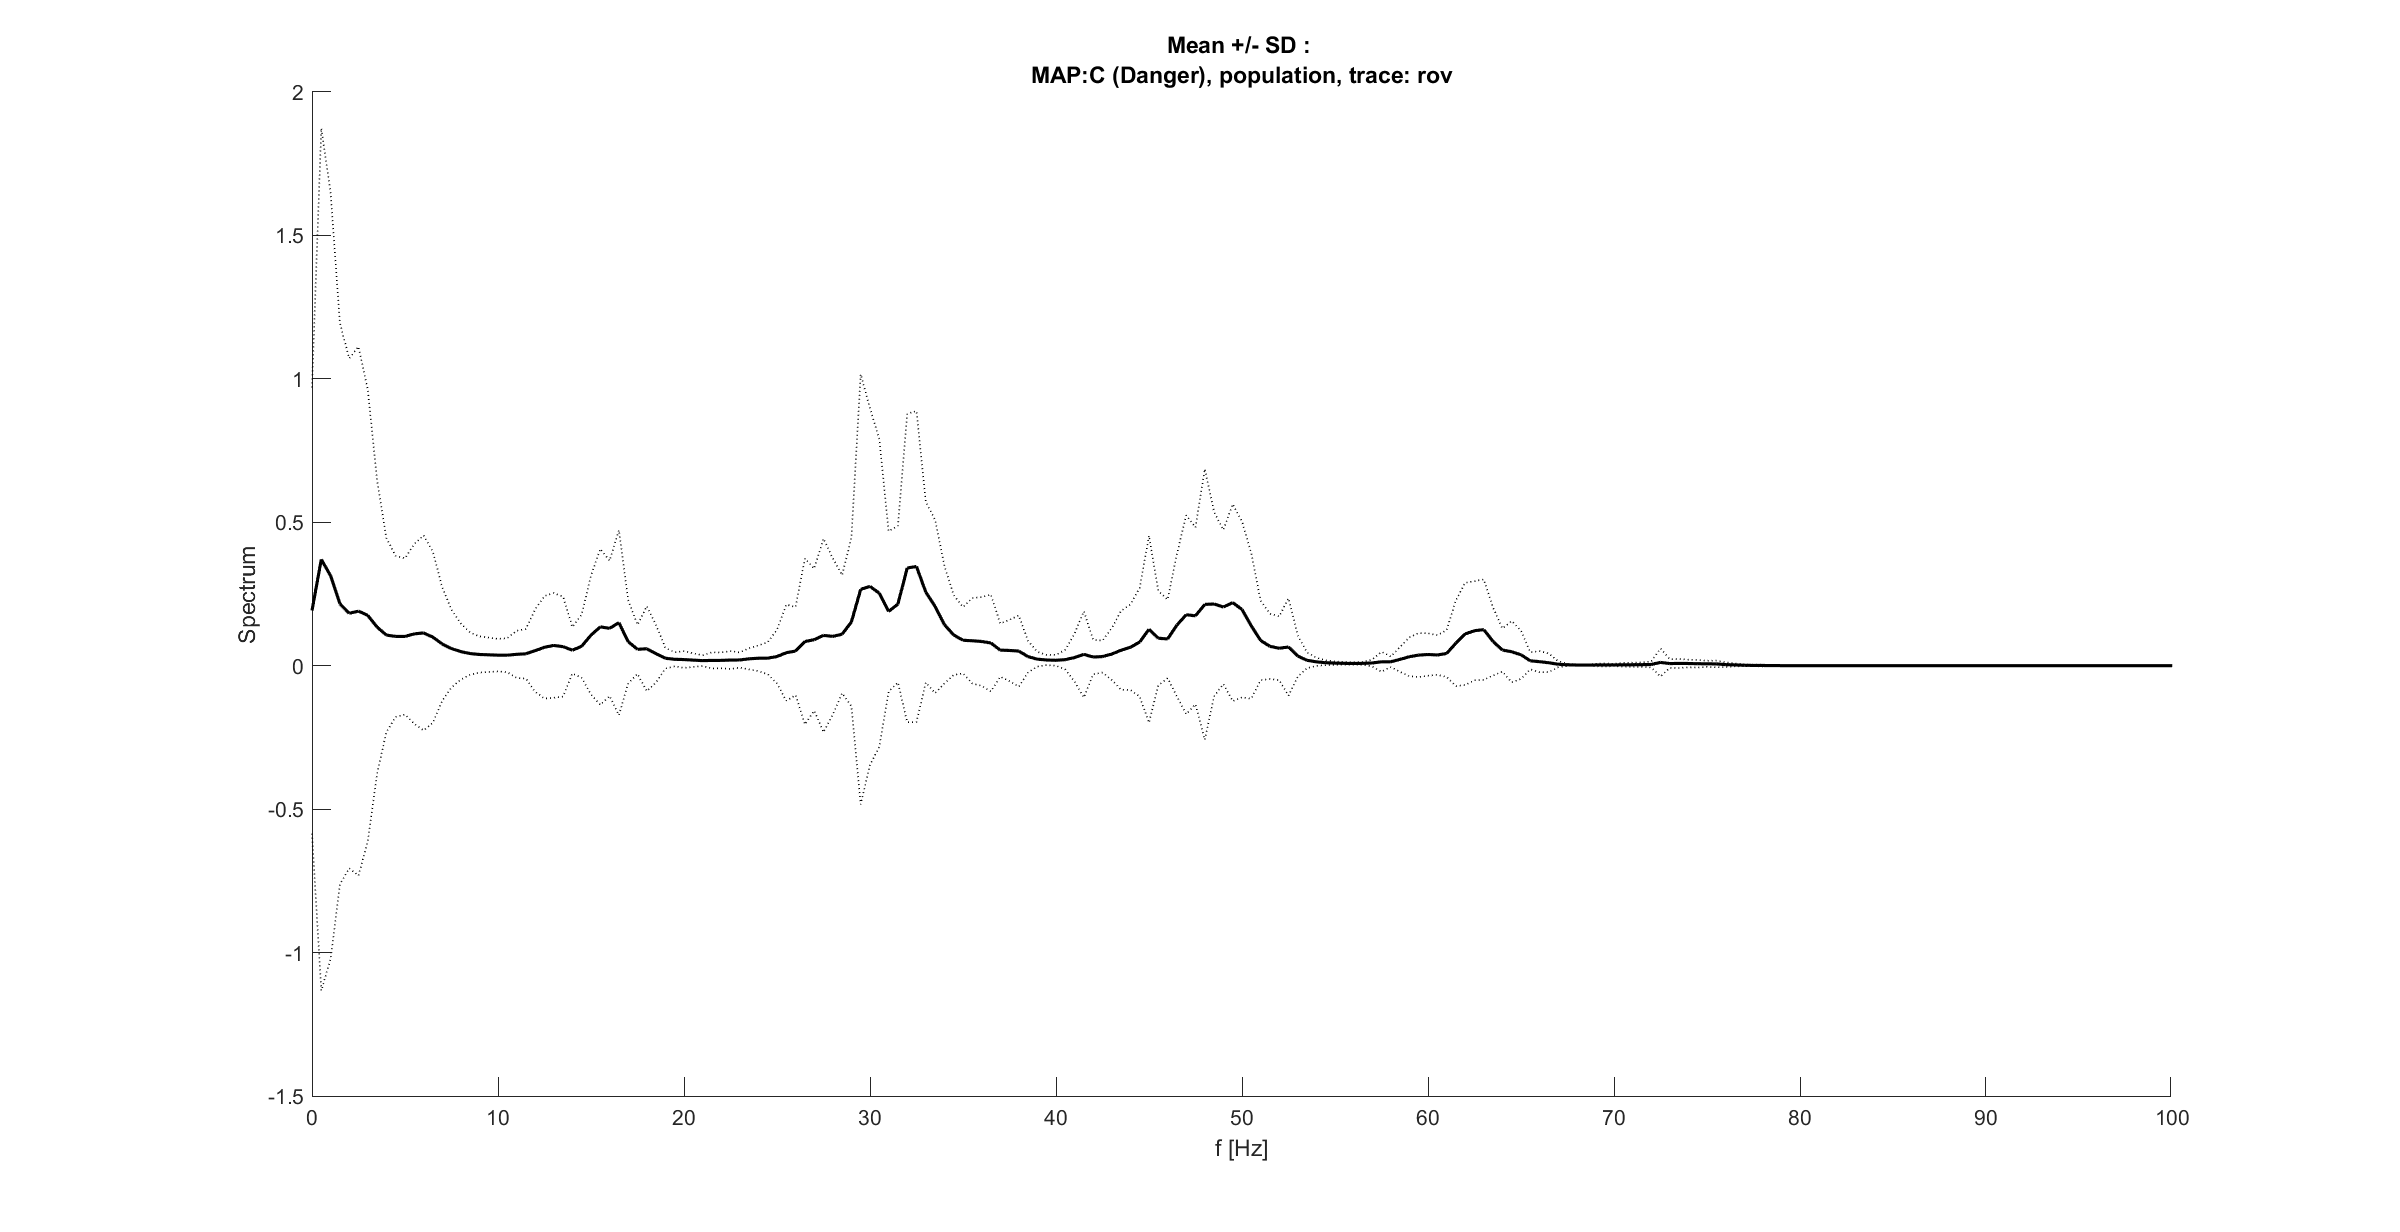 Mean +/- SD :
MAP:C (Danger), population, trace: rov
2
1.5
1
0.5
0
-0.5
-1
-1.5
Spectrum
0 10 20 30 40 50 60 70 80 90 100
f [Hz]